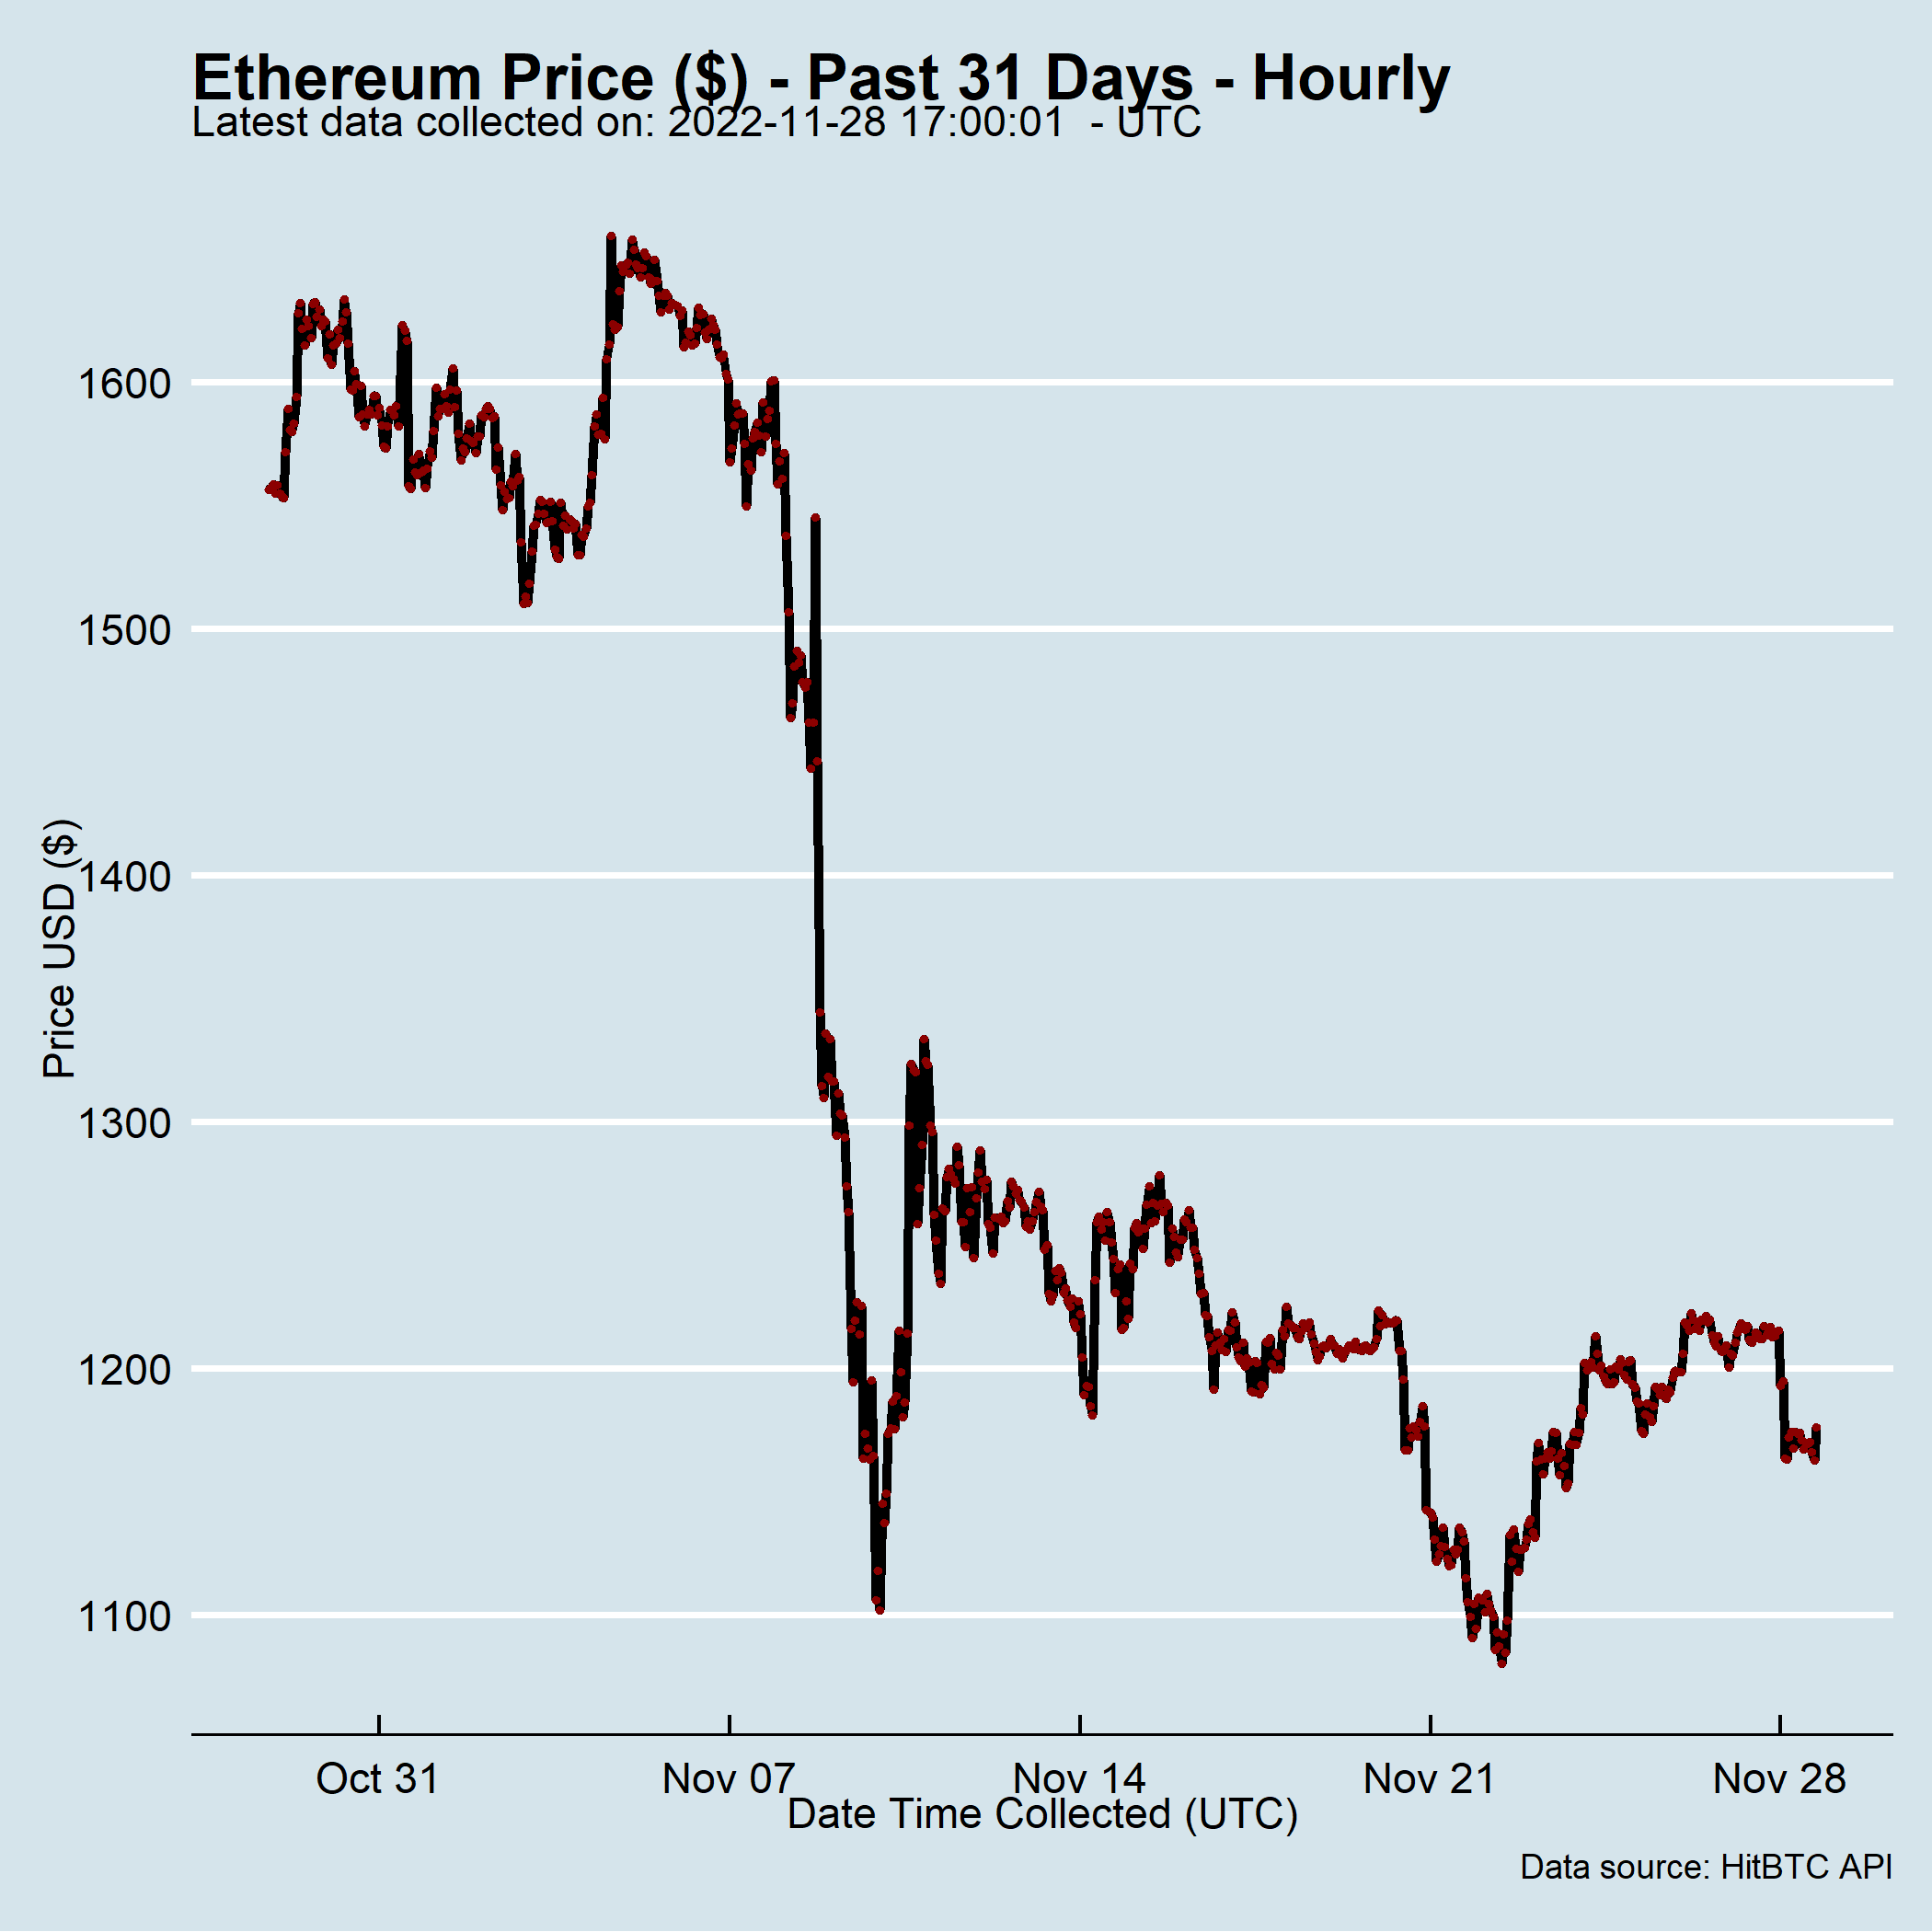 Ethereum Price ($) - Past 31 Days - Hourly
Latest data collected on: 2022-11-28 17:00:01  - UTC
Price USD ($)
1600
1500
1400
1300
1200
1100
Oct 31
Nov 07
Nov 14
Nov 21
Nov 28
Date Time Collected (UTC)
Data source: HitBTC API